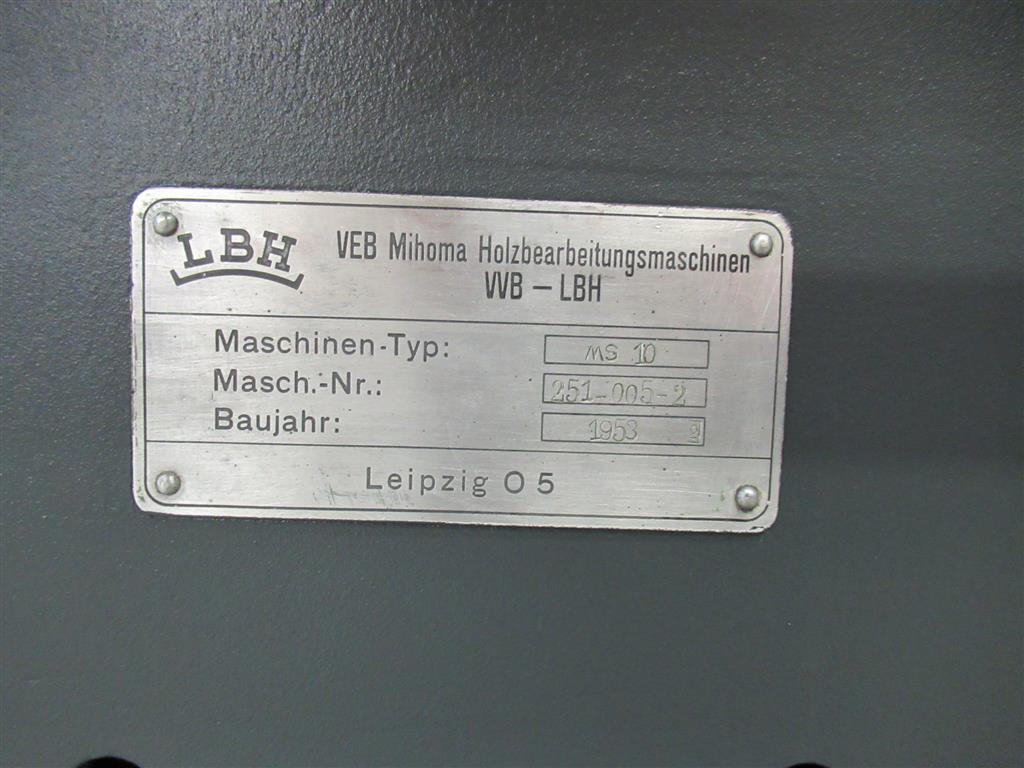 LBH
VEB Mihoma Holzbearbeitungsmaschinen
VVB – LBH
Maschinen-Typ: MS 10
Masch.-Nr.: 251-005-2
Baujahr: 1953
Leipzig O 5